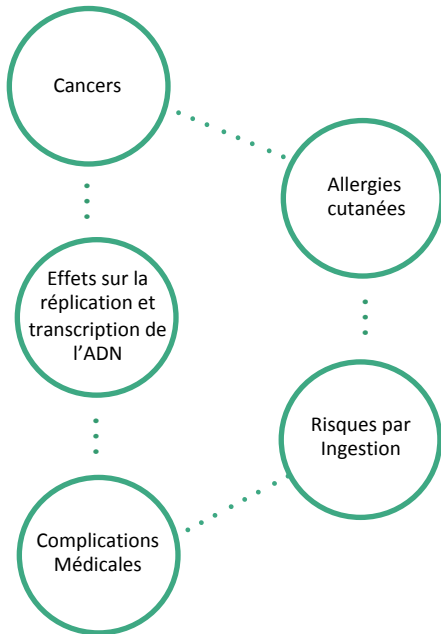 Cancers
Allergies
cutanées
Effets sur la
réplication et
transcription de
l’ADN
Risques par
Ingestion
Complications
Médicales